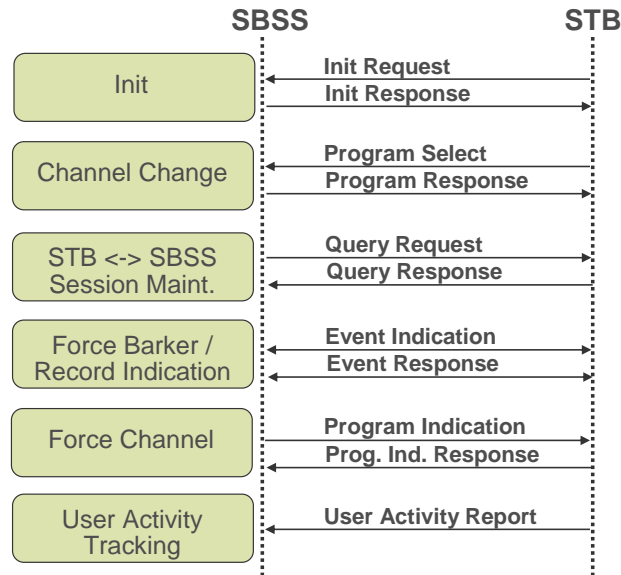 SBSS STB
Init
Init Request
Init Response
Channel Change
Program Select
Program Response
STB <-> SBSS
Session Maint.
Query Request
Query Response
Force Barker /
Record Indication
Event Indication
Event Response
Force Channel
Program Indication
Prog. Ind. Response
User Activity
Tracking
User Activity Report